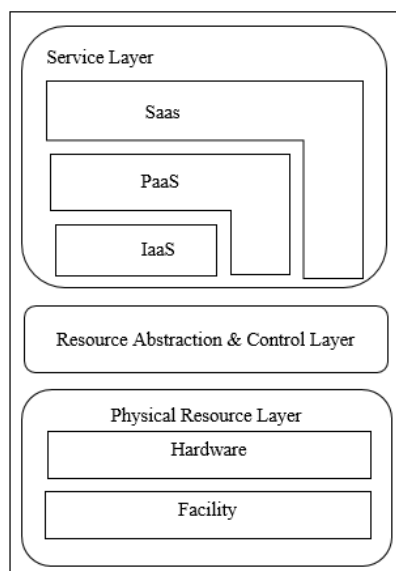 Service Layer
Saas
PaaS
IaaS
Resource Abstraction & Control Layer
Physical Resource Layer
Hardware
Facility